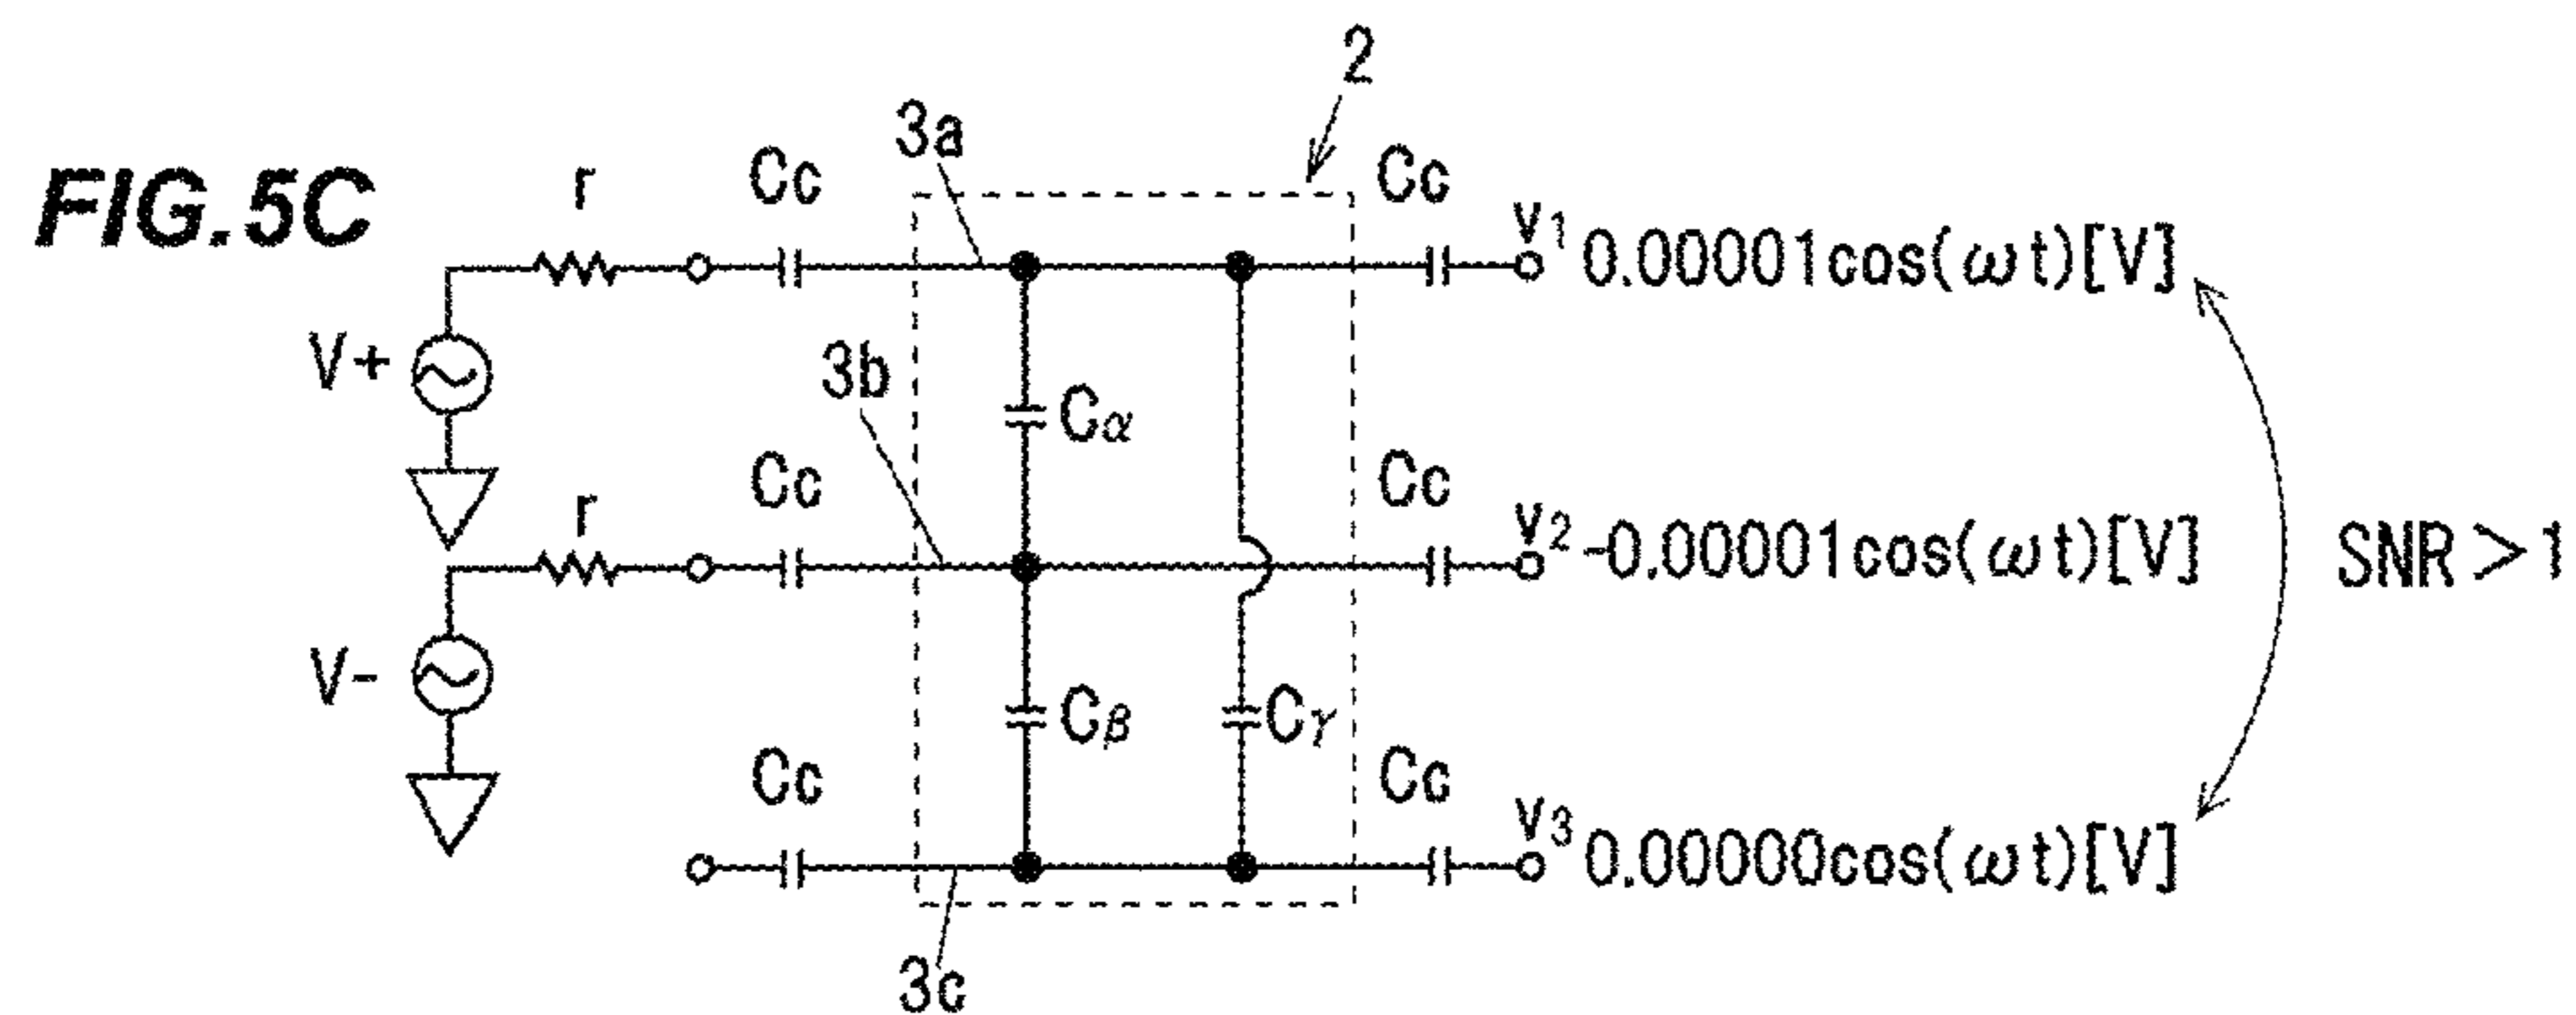 2
3a
FIG.5C
r
Cc
Cc
v1 0.00001cos(ωt)[V]
V+
3b
Cα
r
Cc
Cc
v2 -0.00001cos(ωt)[V]
SNR>1
V-
Cβ
Cγ
Cc
Cc
v3 0.00000cos(ωt)[V]
3c